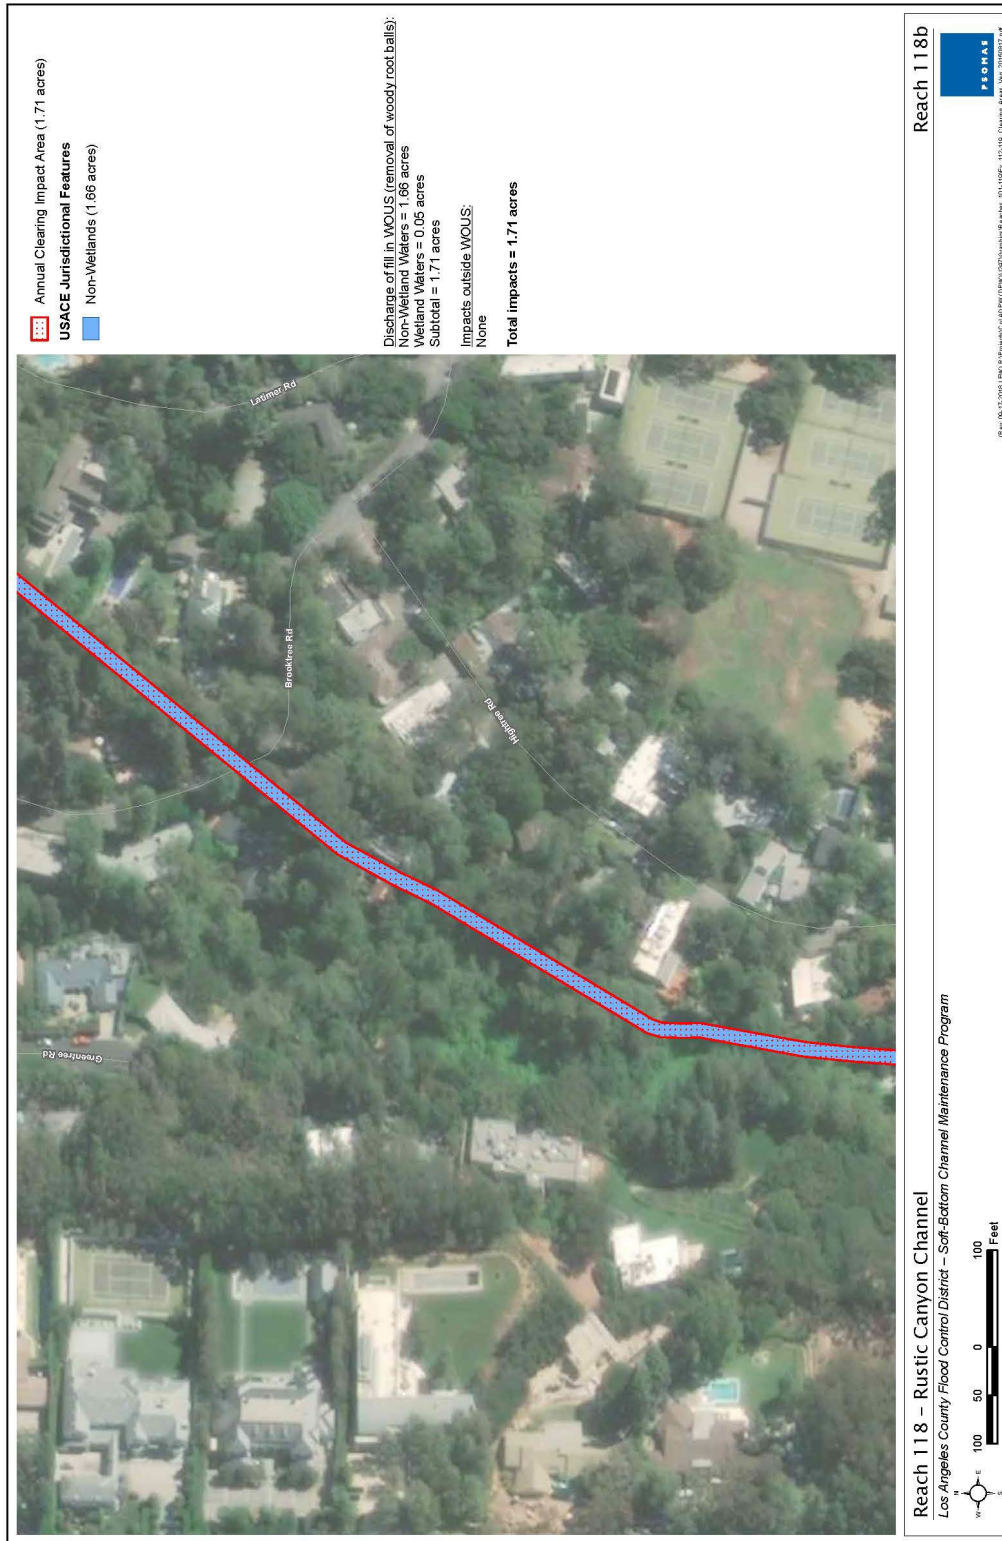 Annual Clearing Impact Area (1.71 acres)
USACE Jurisdictional Features
Non-Wetlands (1.66 acres)
Discharge of fill in WOUS (removal of woody root balls):
Non-Wetland Waters = 1.66 acres
Wetland Waters = 0.05 acres
Subtotal = 1.71 acres
Impacts outside WOUS:
None
Total impacts = 1.71 acres
Greentree Rd
Brooktree Rd
Latimer Rd
Hightree Rd
Reach 118 – Rustic Canyon Channel
Reach 118b
Los Angeles County Flood Control District – Soft-Bottom Channel Maintenance Program
N
W
E
S
100
50
0
100
Feet
PSOMAS